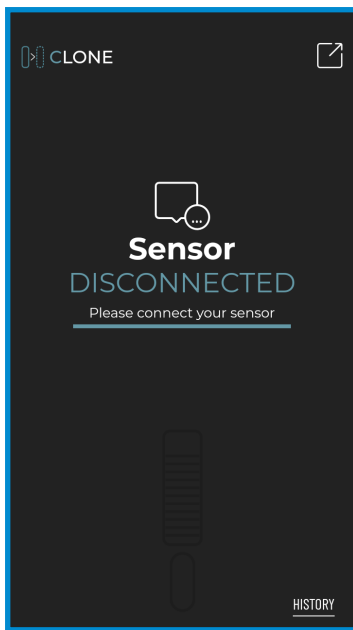 CLONE
Sensor
DISCONNECTED
Please connect your sensor
HISTORY